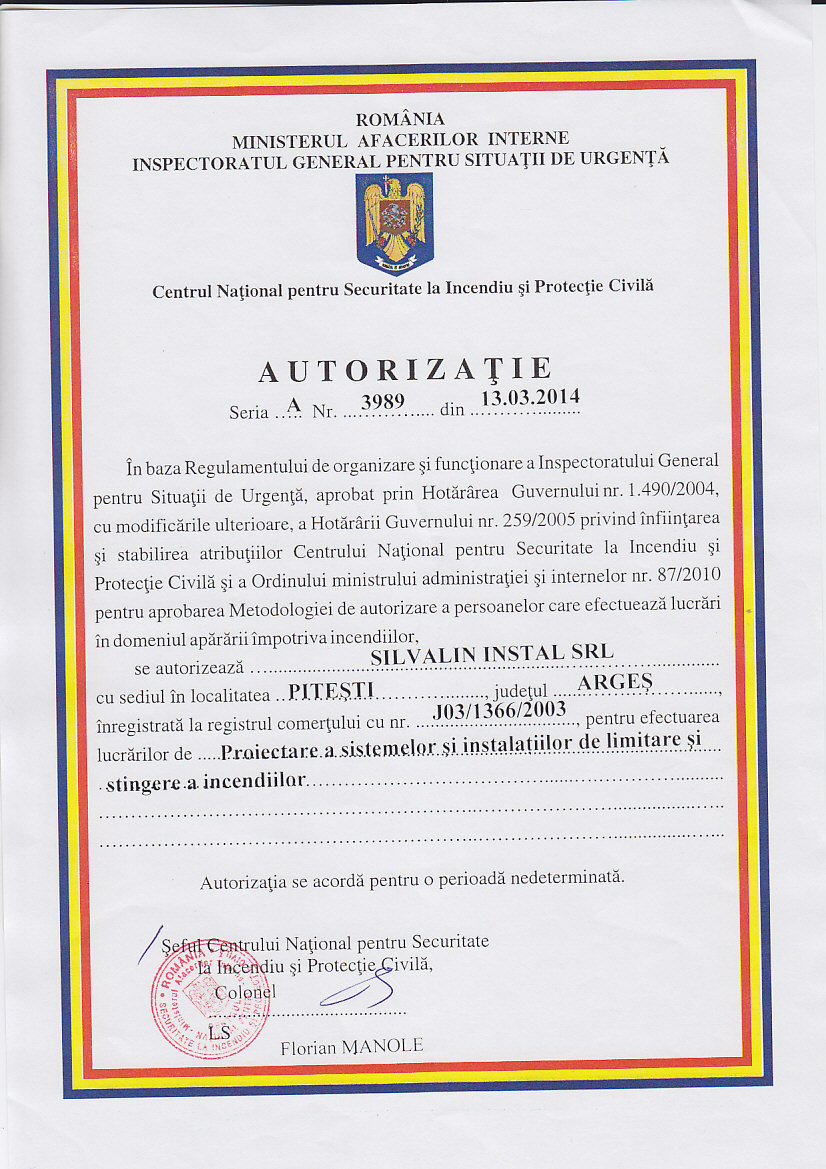 ROMÂNIA
MINISTERUL AFACERILOR INTERNE
INSPECTORATUL GENERAL PENTRU SITUAŢII DE URGENŢĂ
Centrul Naţional pentru Securitate la Incendiu şi Protecţie Civilă
AUTORIZAŢIE
Seria ..A.. Nr. ...3989... din ...13.03.2014...
În baza Regulamentului de organizare şi funcţionare a Inspectoratului General
pentru Situaţii de Urgenţă, aprobat prin Hotărârea Guvernului nr. 1.490/2004,
cu modificările ulterioare, a Hotărârii Guvernului nr. 259/2005 privind înfiinţarea
şi stabilirea atribuţiilor Centrului Naţional pentru Securitate la Incendiu şi
Protecţie Civilă şi a Ordinului ministrului administraţiei şi internelor nr. 87/2010
pentru aprobarea Metodologiei de autorizare a persoanelor care efectuează lucrări
în domeniul apărării împotriva incendiilor,
se autorizează ... SILVALIN INSTAL SRL ...
cu sediul în localitatea ..PITEŞTI..., judeţul ...ARGEŞ...,
înregistrată la registrul comerţului cu nr. ...J03/1366/2003..., pentru efectuarea
lucrărilor de .....Proiectare a sistemelor şi instalaţiilor de limitare şi
stingere a incendiilor...
Autorizaţia se acordă pentru o perioadă nedeterminată.
Şeful Centrului Naţional pentru Securitate
la Incendiu şi Protecţie Civilă,
Colonel
LS
Florian MANOLE
ROMÂNIA
SECURITATE LA INCENDIU